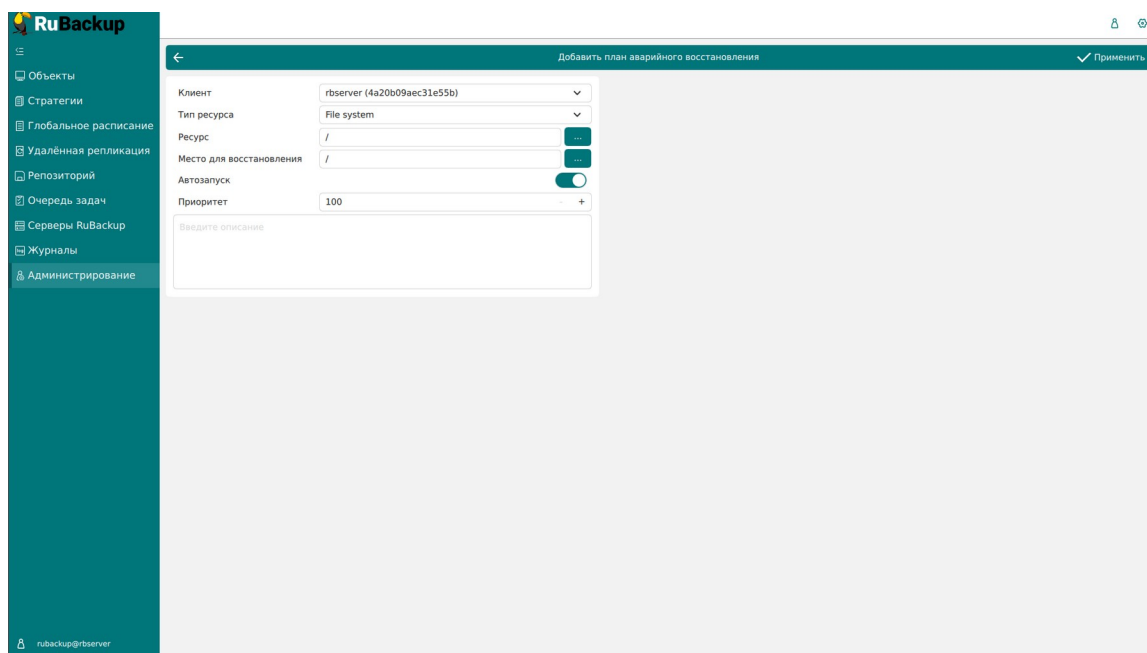 RuBackup
Добавить план аварийного восстановления
Применить
Объекты
Стратегии
Глобальное расписание
Удалённая репликация
Репозиторий
Очередь задач
Серверы RuBackup
Журналы
Администрирование
Клиент rbserver (4a20b09aec31e55b)
Тип ресурса File system
Ресурс / ...
Место для восстановления / ...
Автозапуск
Приоритет 100 - +
Введите описание
rubackup@rbserver